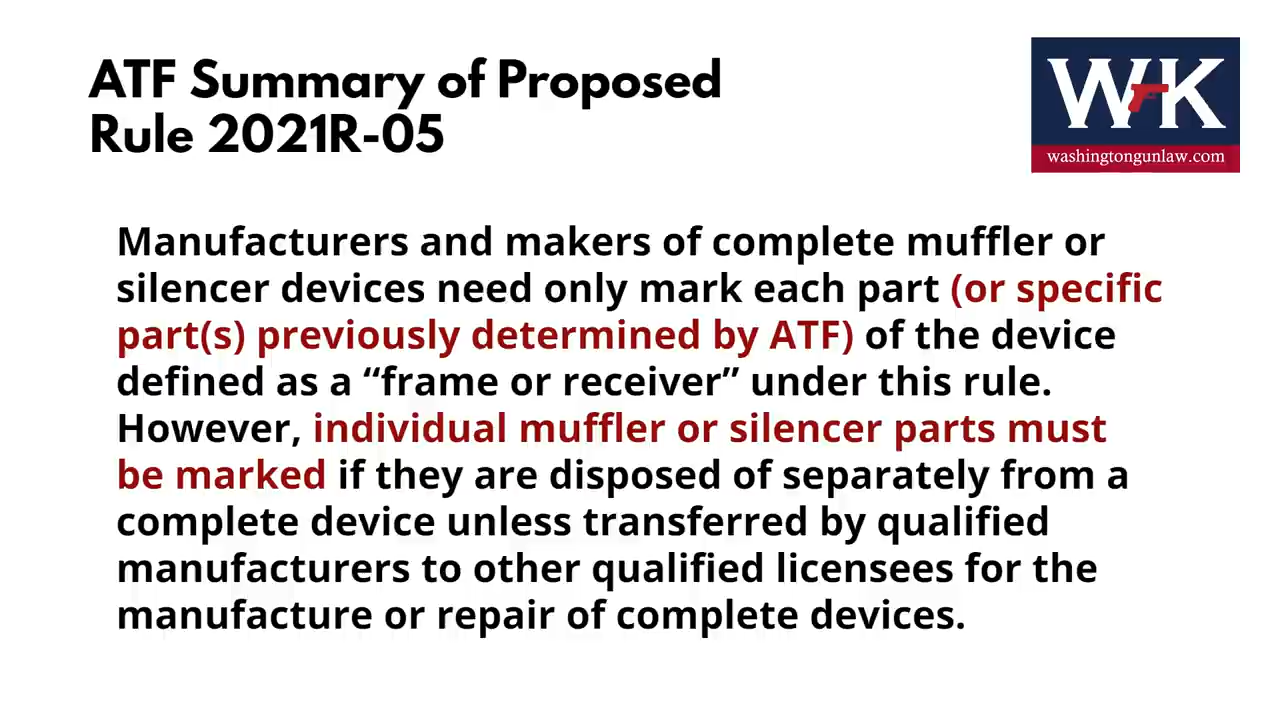 ATF Summary of Proposed
Rule 2021R-05
WK
washingtongunlaw.com
Manufacturers and makers of complete muffler or
silencer devices need only mark each part (or specific
part(s) previously determined by ATF) of the device
defined as a “frame or receiver” under this rule.
However, individual muffler or silencer parts must
be marked if they are disposed of separately from a
complete device unless transferred by qualified
manufacturers to other qualified licensees for the
manufacture or repair of complete devices.